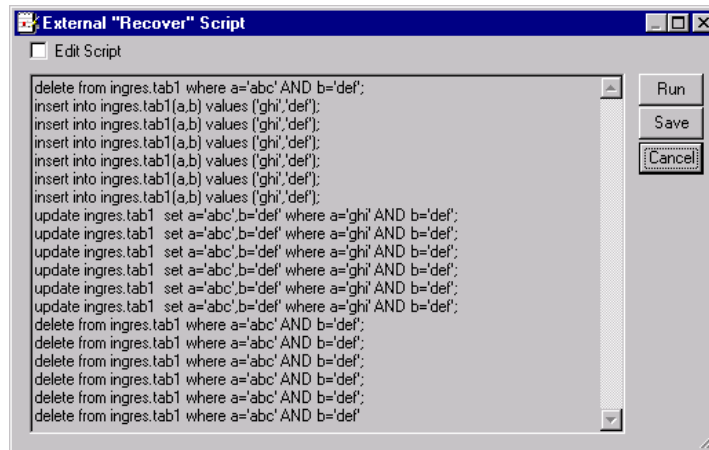 External "Recover" Script
Edit Script
delete from ingres.tab1 where a='abc' AND b='def';
insert into ingres.tab1(a,b) values ('ghi','def');
insert into ingres.tab1(a,b) values ('ghi','def');
insert into ingres.tab1(a,b) values ('ghi','def');
insert into ingres.tab1(a,b) values ('ghi','def');
insert into ingres.tab1(a,b) values ('ghi','def');
insert into ingres.tab1(a,b) values ('ghi','def');
update ingres.tab1  set a='abc',b='def' where a='ghi' AND b='def';
update ingres.tab1  set a='abc',b='def' where a='ghi' AND b='def';
update ingres.tab1  set a='abc',b='def' where a='ghi' AND b='def';
update ingres.tab1  set a='abc',b='def' where a='ghi' AND b='def';
update ingres.tab1  set a='abc',b='def' where a='ghi' AND b='def';
update ingres.tab1  set a='abc',b='def' where a='ghi' AND b='def';
delete from ingres.tab1 where a='abc' AND b='def';
delete from ingres.tab1 where a='abc' AND b='def';
delete from ingres.tab1 where a='abc' AND b='def';
delete from ingres.tab1 where a='abc' AND b='def';
delete from ingres.tab1 where a='abc' AND b='def';
delete from ingres.tab1 where a='abc' AND b='def'
Run
Save
Cancel